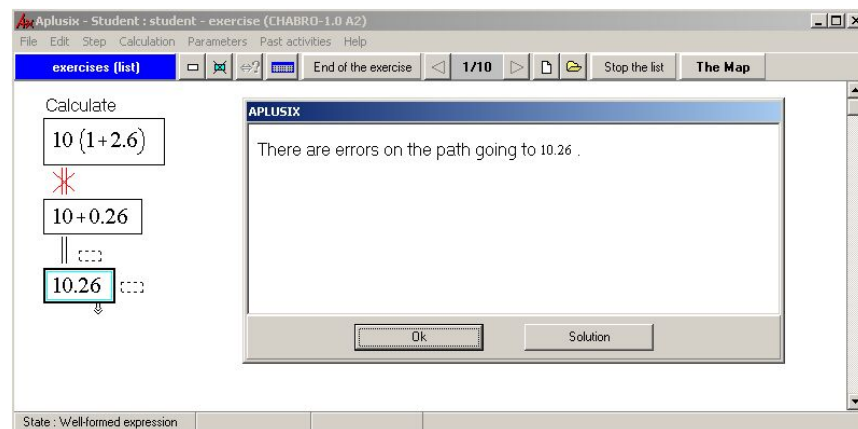 Aplusix - Student : student - exercise (CHABRO-1.0 A2)
File Edit Step Calculation Parameters Past activities Help
exercises (list) ⇔? End of the exercise 1/10 Stop the list The Map
Calculate
10 (1+2.6)
10+0.26
10.26
APLUSIX
There are errors on the path going to 10.26 .
Ok Solution
State : Well-formed expression